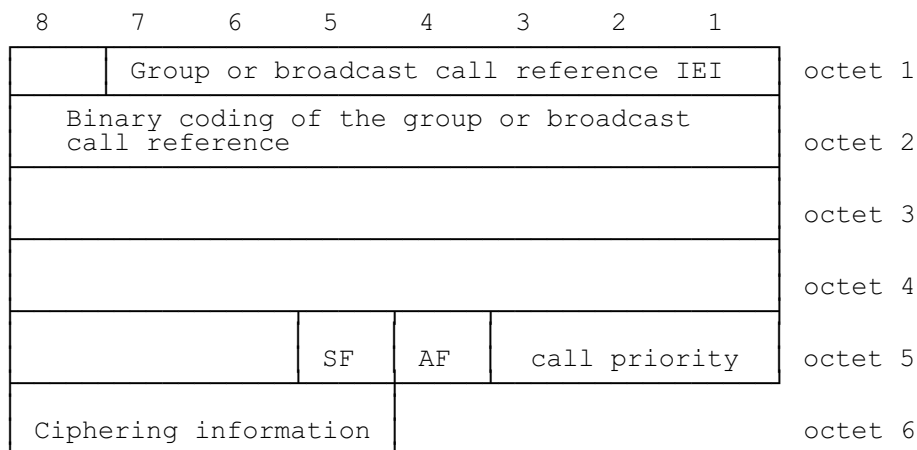 8 7 6 5 4 3 2 1
Group or broadcast call reference IEI octet 1
Binary coding of the group or broadcast
call reference octet 2
octet 3
octet 4
SF AF call priority octet 5
Ciphering information octet 6